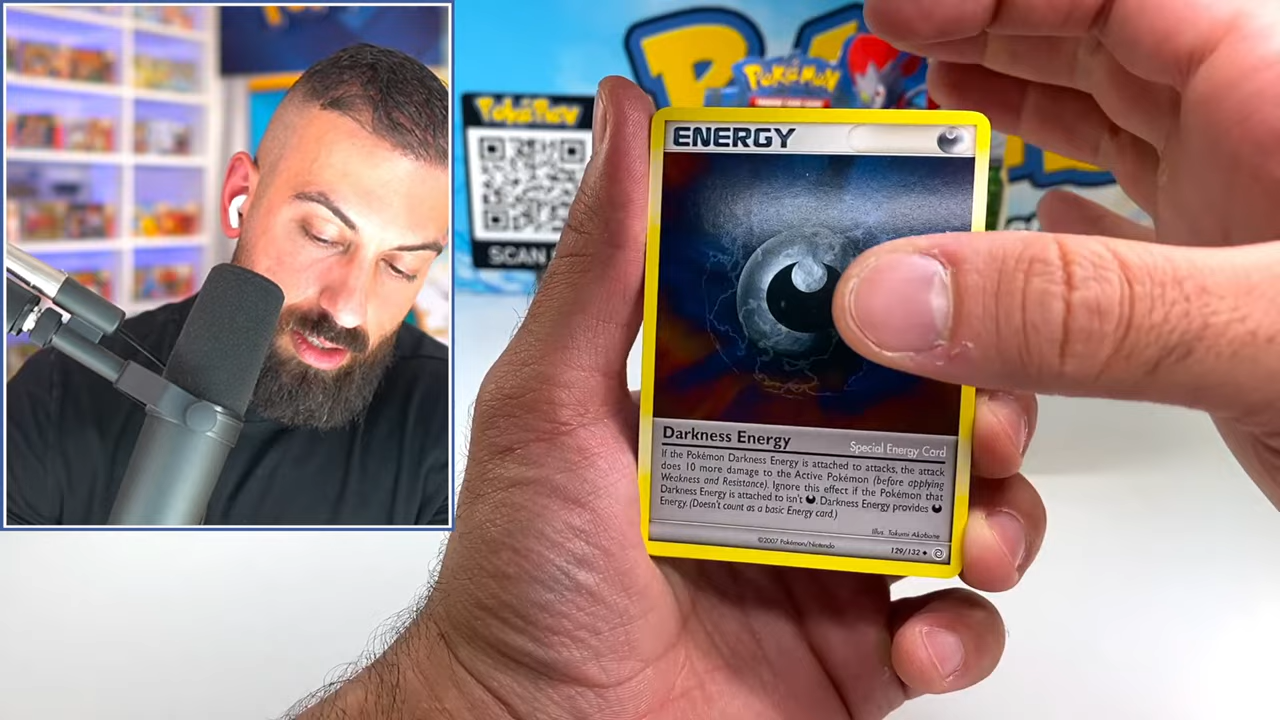 PokéRev
SCAN
Pokémon
ENERGY
Darkness Energy
Special Energy Card
If the Pokémon Darkness Energy is attached to attacks, the attack
does 10 more damage to the Active Pokémon (before applying
Weakness and Resistance). Ignore this effect if the Pokémon that
Darkness Energy is attached to isn't . Darkness Energy provides
Energy. (Doesn't count as a basic Energy card.)
Illus. Takumi Akabane
©2007 Pokémon/Nintendo
129/132